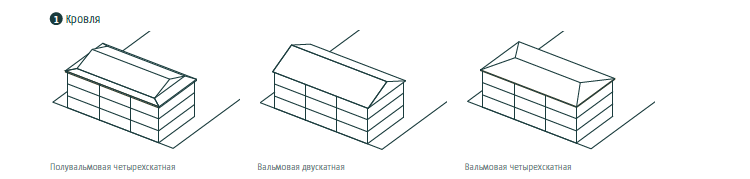 1 Кровля
Полувальмовая четырехскатная
Вальмовая двускатная
Вальмовая четырехскатная